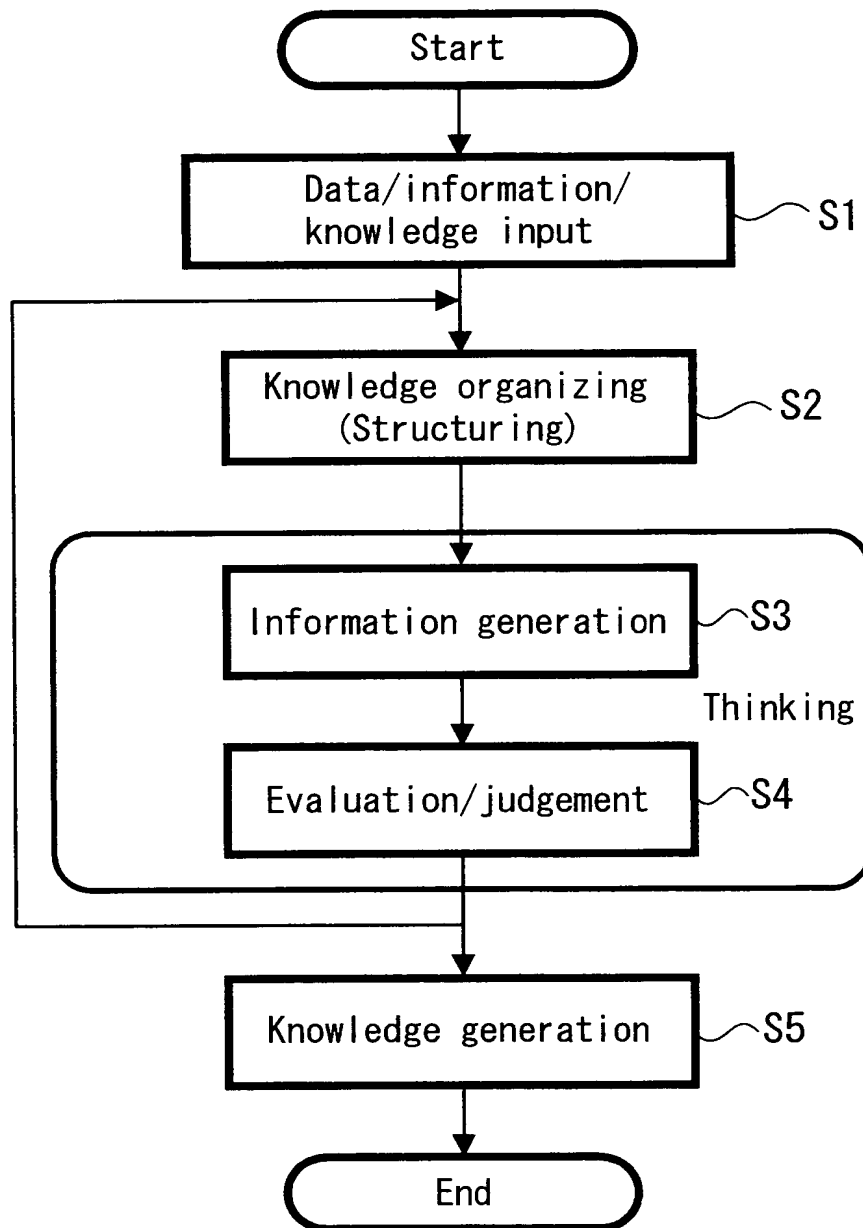 Start
Data/information/
knowledge input
S1
Knowledge organizing
(Structuring)
S2
Information generation
S3
Thinking
Evaluation/judgement
S4
Knowledge generation
S5
End